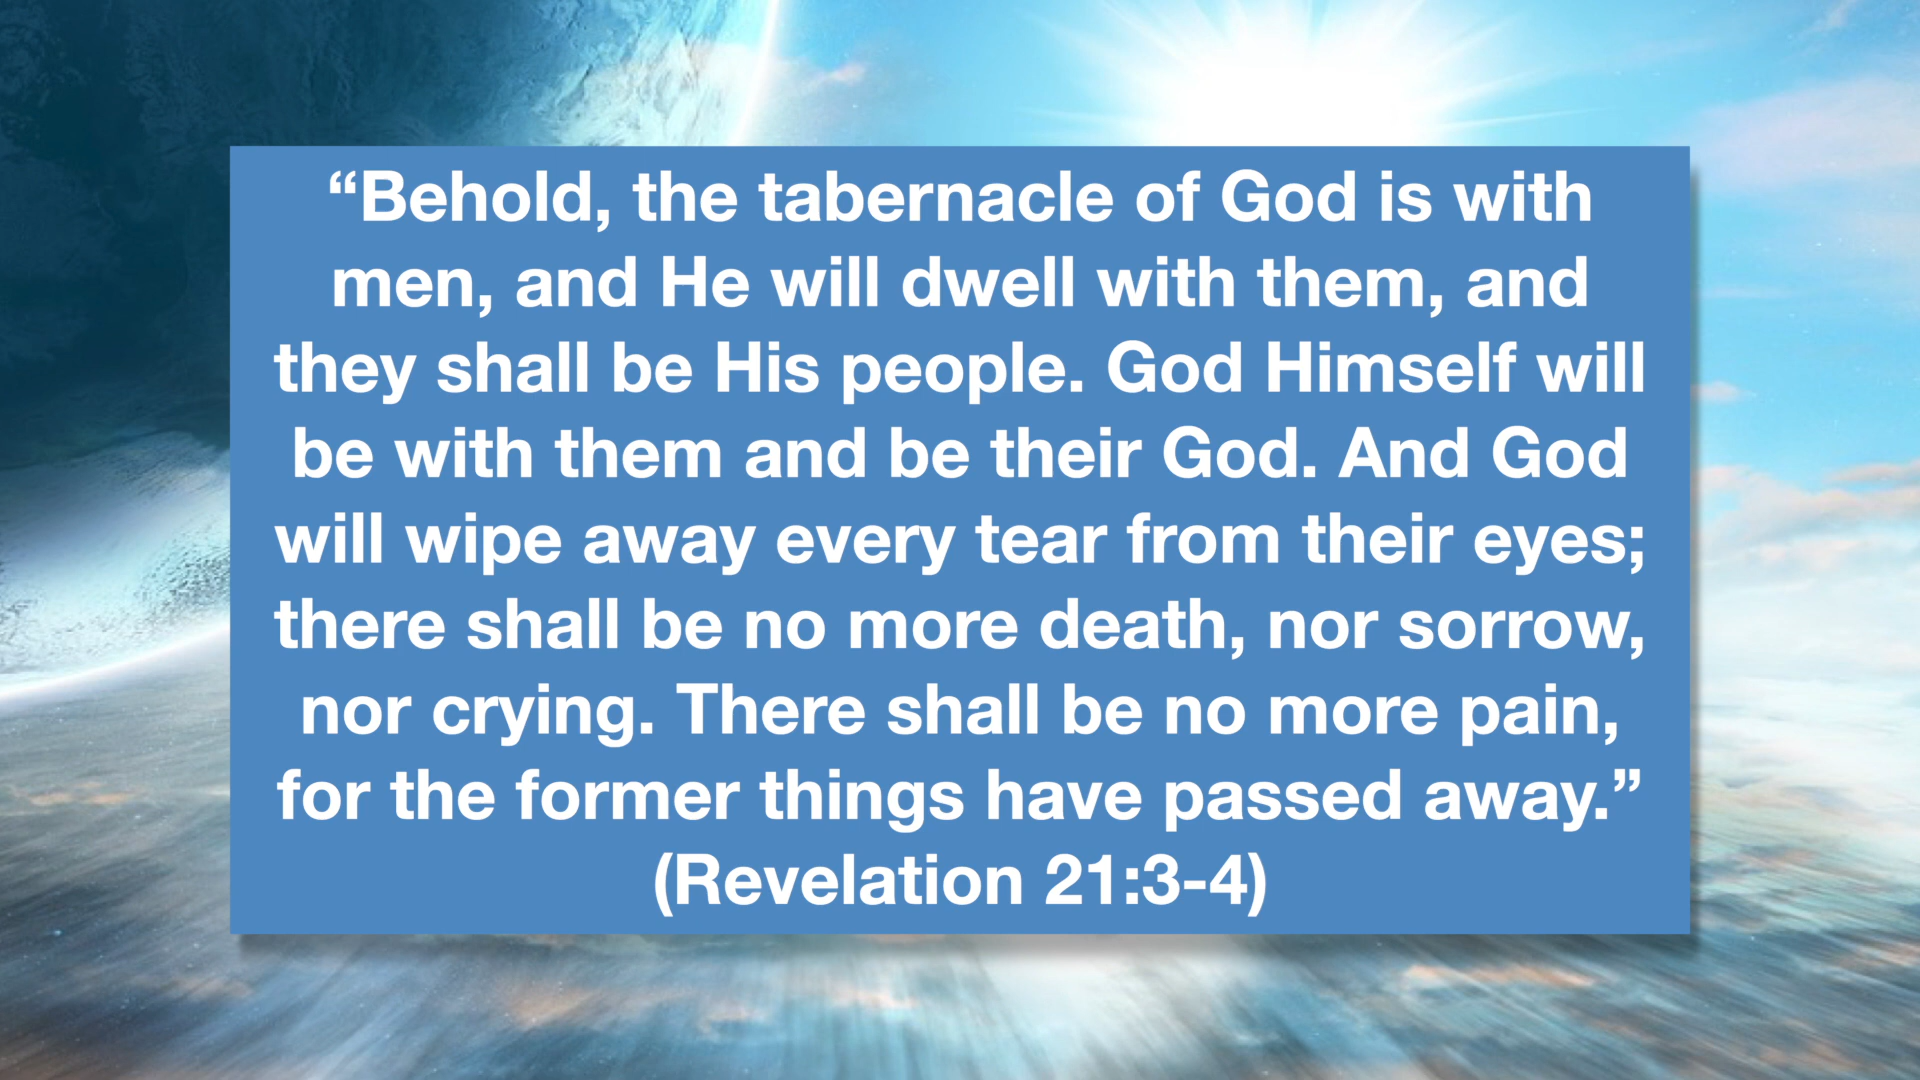 “Behold, the tabernacle of God is with
men, and He will dwell with them, and
they shall be His people. God Himself will
be with them and be their God. And God
will wipe away every tear from their eyes;
there shall be no more death, nor sorrow,
nor crying. There shall be no more pain,
for the former things have passed away.”
(Revelation 21:3-4)